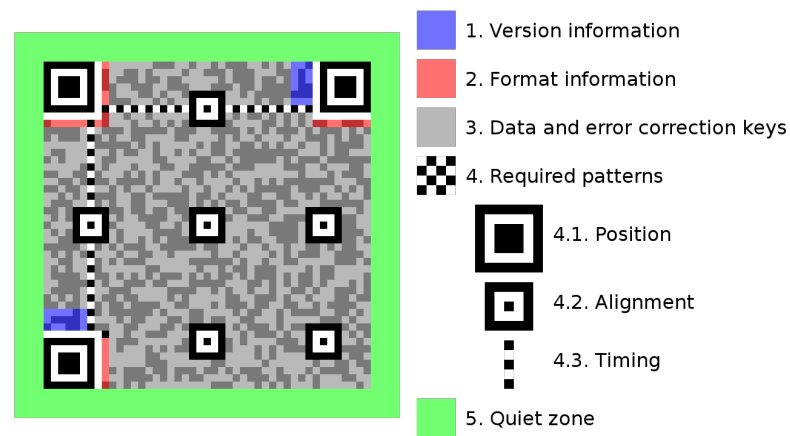 1. Version information
2. Format information
3. Data and error correction keys
4. Required patterns
4.1. Position
4.2. Alignment
4.3. Timing
5. Quiet zone